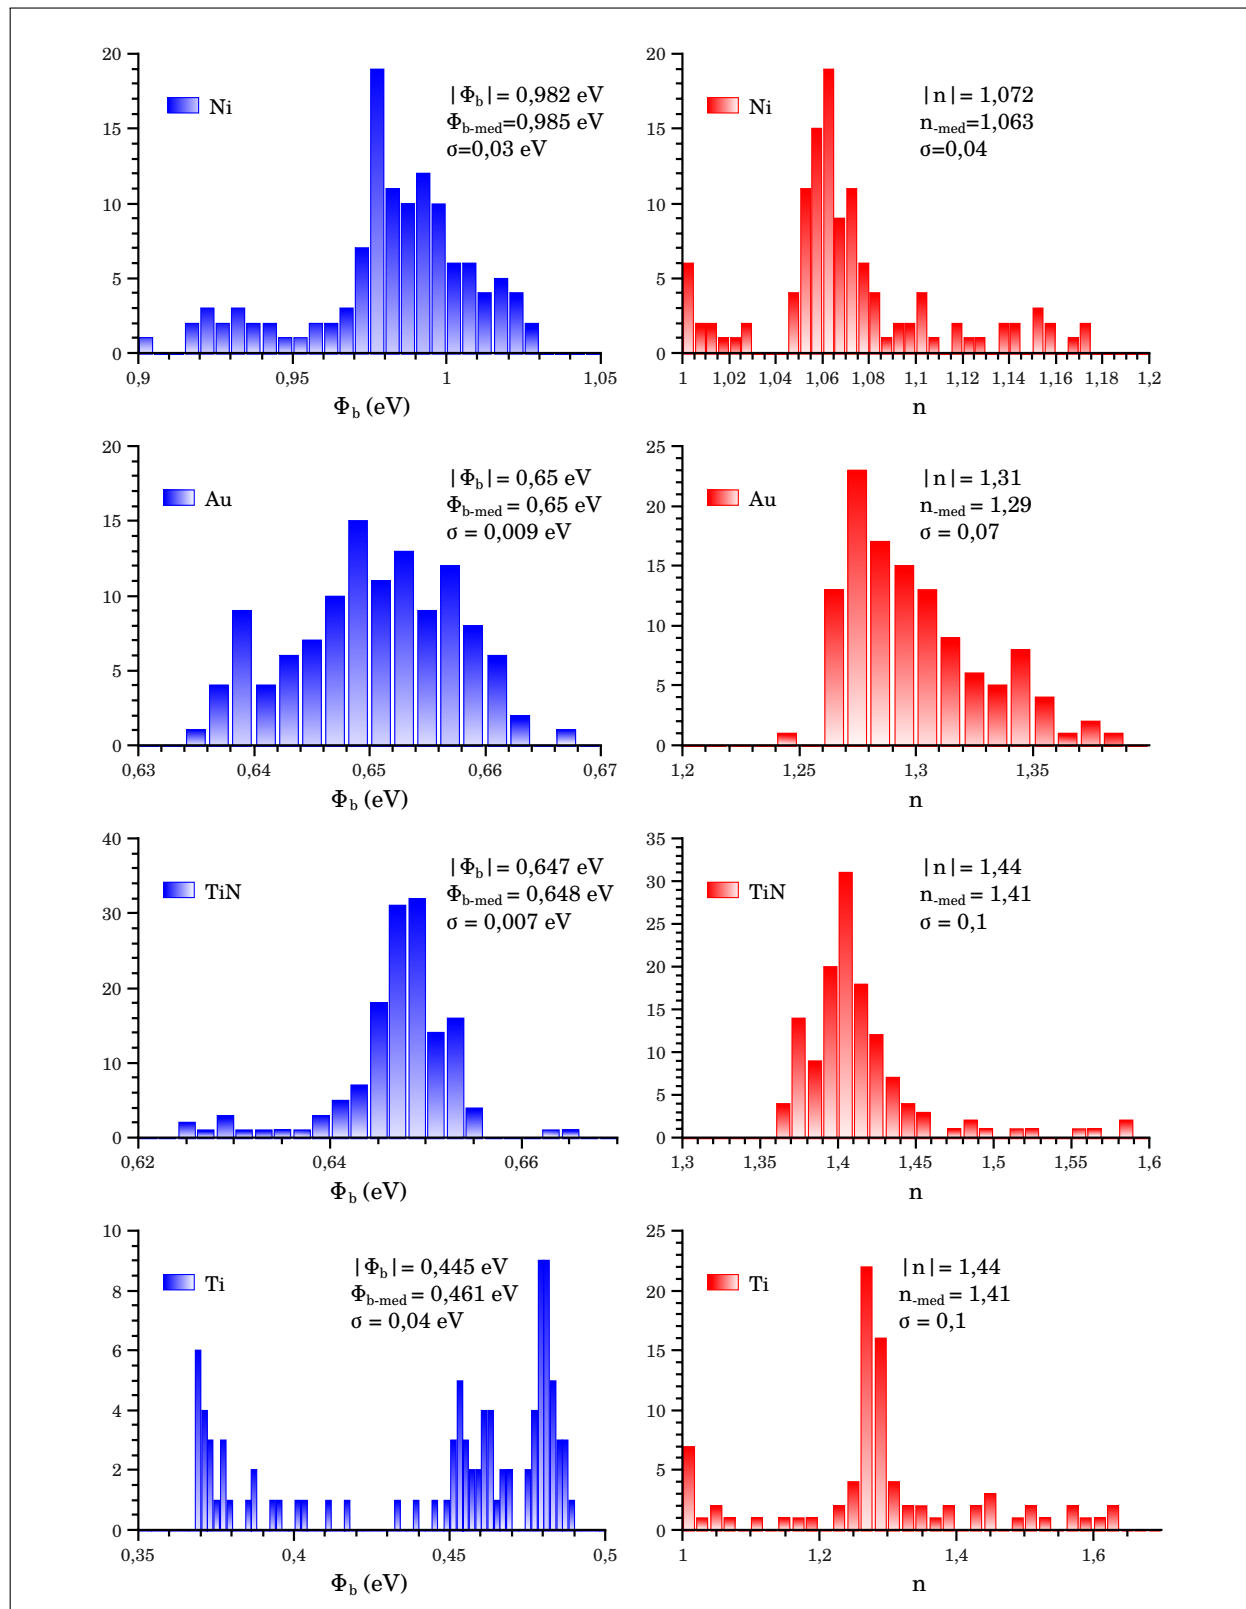 20
15
10
5
0
Ni
|Φb|= 0,982 eV
Φb-med=0,985 eV
σ=0,03 eV
0,9 0,95 1 1,05
Φb (eV)
20
15
10
5
0
Ni
|n|= 1,072
n-med=1,063
σ=0,04
1 1,02 1,04 1,06 1,08 1,1 1,12 1,14 1,16 1,18 1,2
n
20
15
10
5
0
Au
|Φb|= 0,65 eV
Φb-med = 0,65 eV
σ = 0,009 eV
0,63 0,64 0,65 0,66 0,67
Φb (eV)
25
20
15
10
5
0
Au
|n|= 1,31
n-med = 1,29
σ = 0,07
1,2 1,25 1,3 1,35
n
40
30
20
10
0
TiN
|Φb|= 0,647 eV
Φb-med = 0,648 eV
σ = 0,007 eV
0,62 0,64 0,66
Φb (eV)
35
30
25
20
15
10
5
0
TiN
|n|= 1,44
n-med = 1,41
σ = 0,1
1,3 1,35 1,4 1,45 1,5 1,55 1,6
n
10
8
6
4
2
0
Ti
|Φb|= 0,445 eV
Φb-med = 0,461 eV
σ = 0,04 eV
0,35 0,4 0,45 0,5
Φb (eV)
25
20
15
10
5
0
Ti
|n|= 1,44
n-med = 1,41
σ = 0,1
1 1,2 1,4 1,6
n